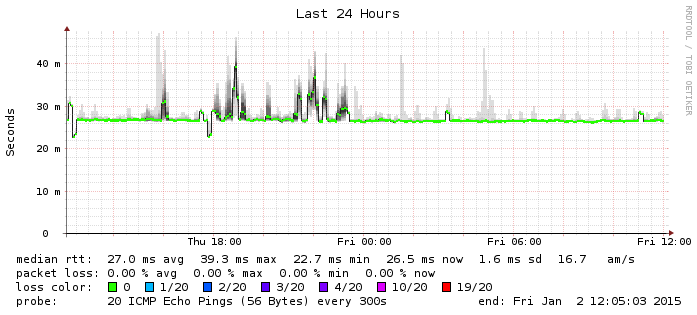 Last 24 Hours
RRDTOOL / TOBI OETIKER
Seconds
40 m
30 m
20 m
10 m
0
Thu 18:00 Fri 00:00 Fri 06:00 Fri 12:00
median rtt: 27.0 ms avg 39.3 ms max 22.7 ms min 26.5 ms now 1.6 ms sd 16.7 am/s
packet loss: 0.00 % avg 0.00 % max 0.00 % min 0.00 % now
loss color: 0 1/20 2/20 3/20 4/20 10/20 19/20
probe: 20 ICMP Echo Pings (56 Bytes) every 300s end: Fri Jan 2 12:05:03 2015